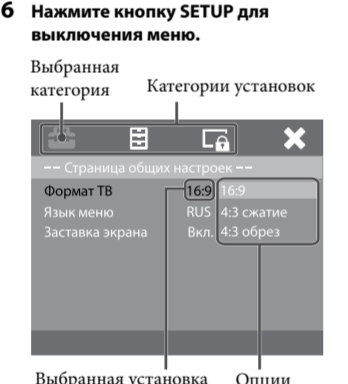 6 Нажмите кнопку SETUP для
выключения меню.
Выбранная
категория
Категории установок
-- Страница общих настроек --
Формат ТВ 16:9 16:9
Язык меню RUS 4:3 сжатие
Заставка экрана Вкл. 4:3 обрез
Выбранная установка Опции